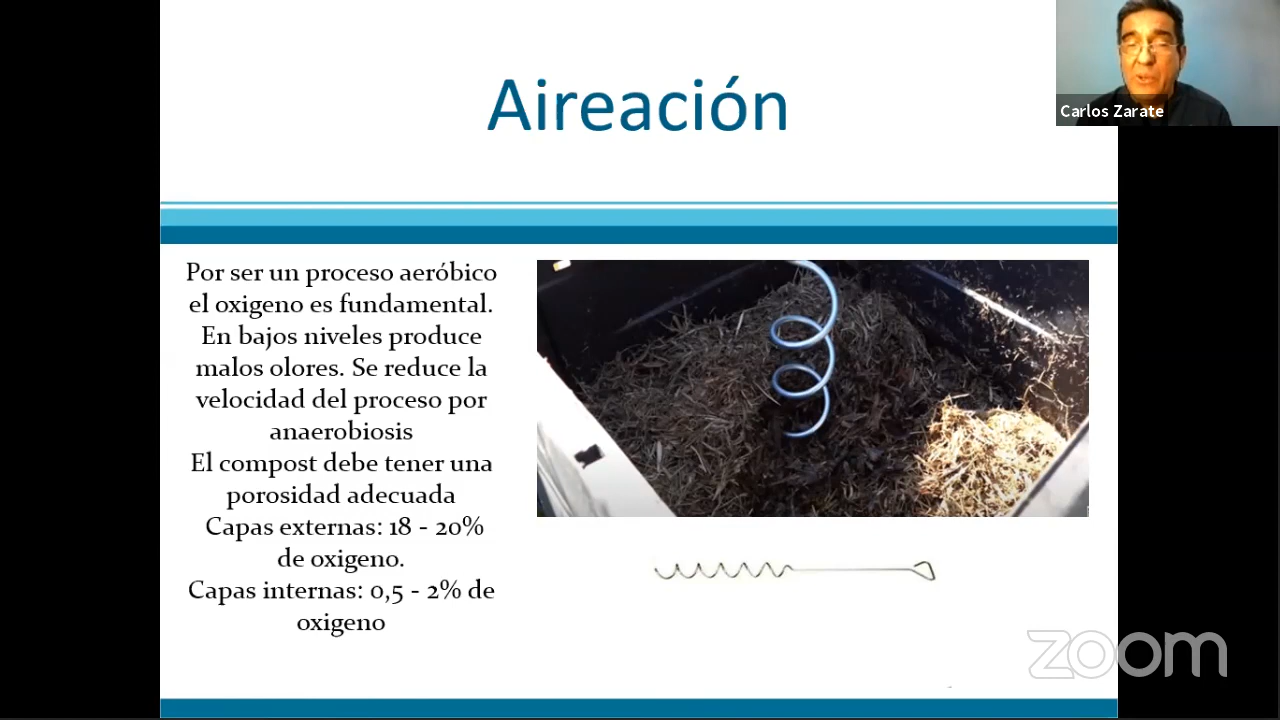 Aireación
Carlos Zarate
Por ser un proceso aeróbico
el oxigeno es fundamental.
En bajos niveles produce
malos olores. Se reduce la
velocidad del proceso por
anaerobiosis
El compost debe tener una
porosidad adecuada
Capas externas: 18 - 20%
de oxigeno.
Capas internas: 0,5 - 2% de
oxigeno
zoom